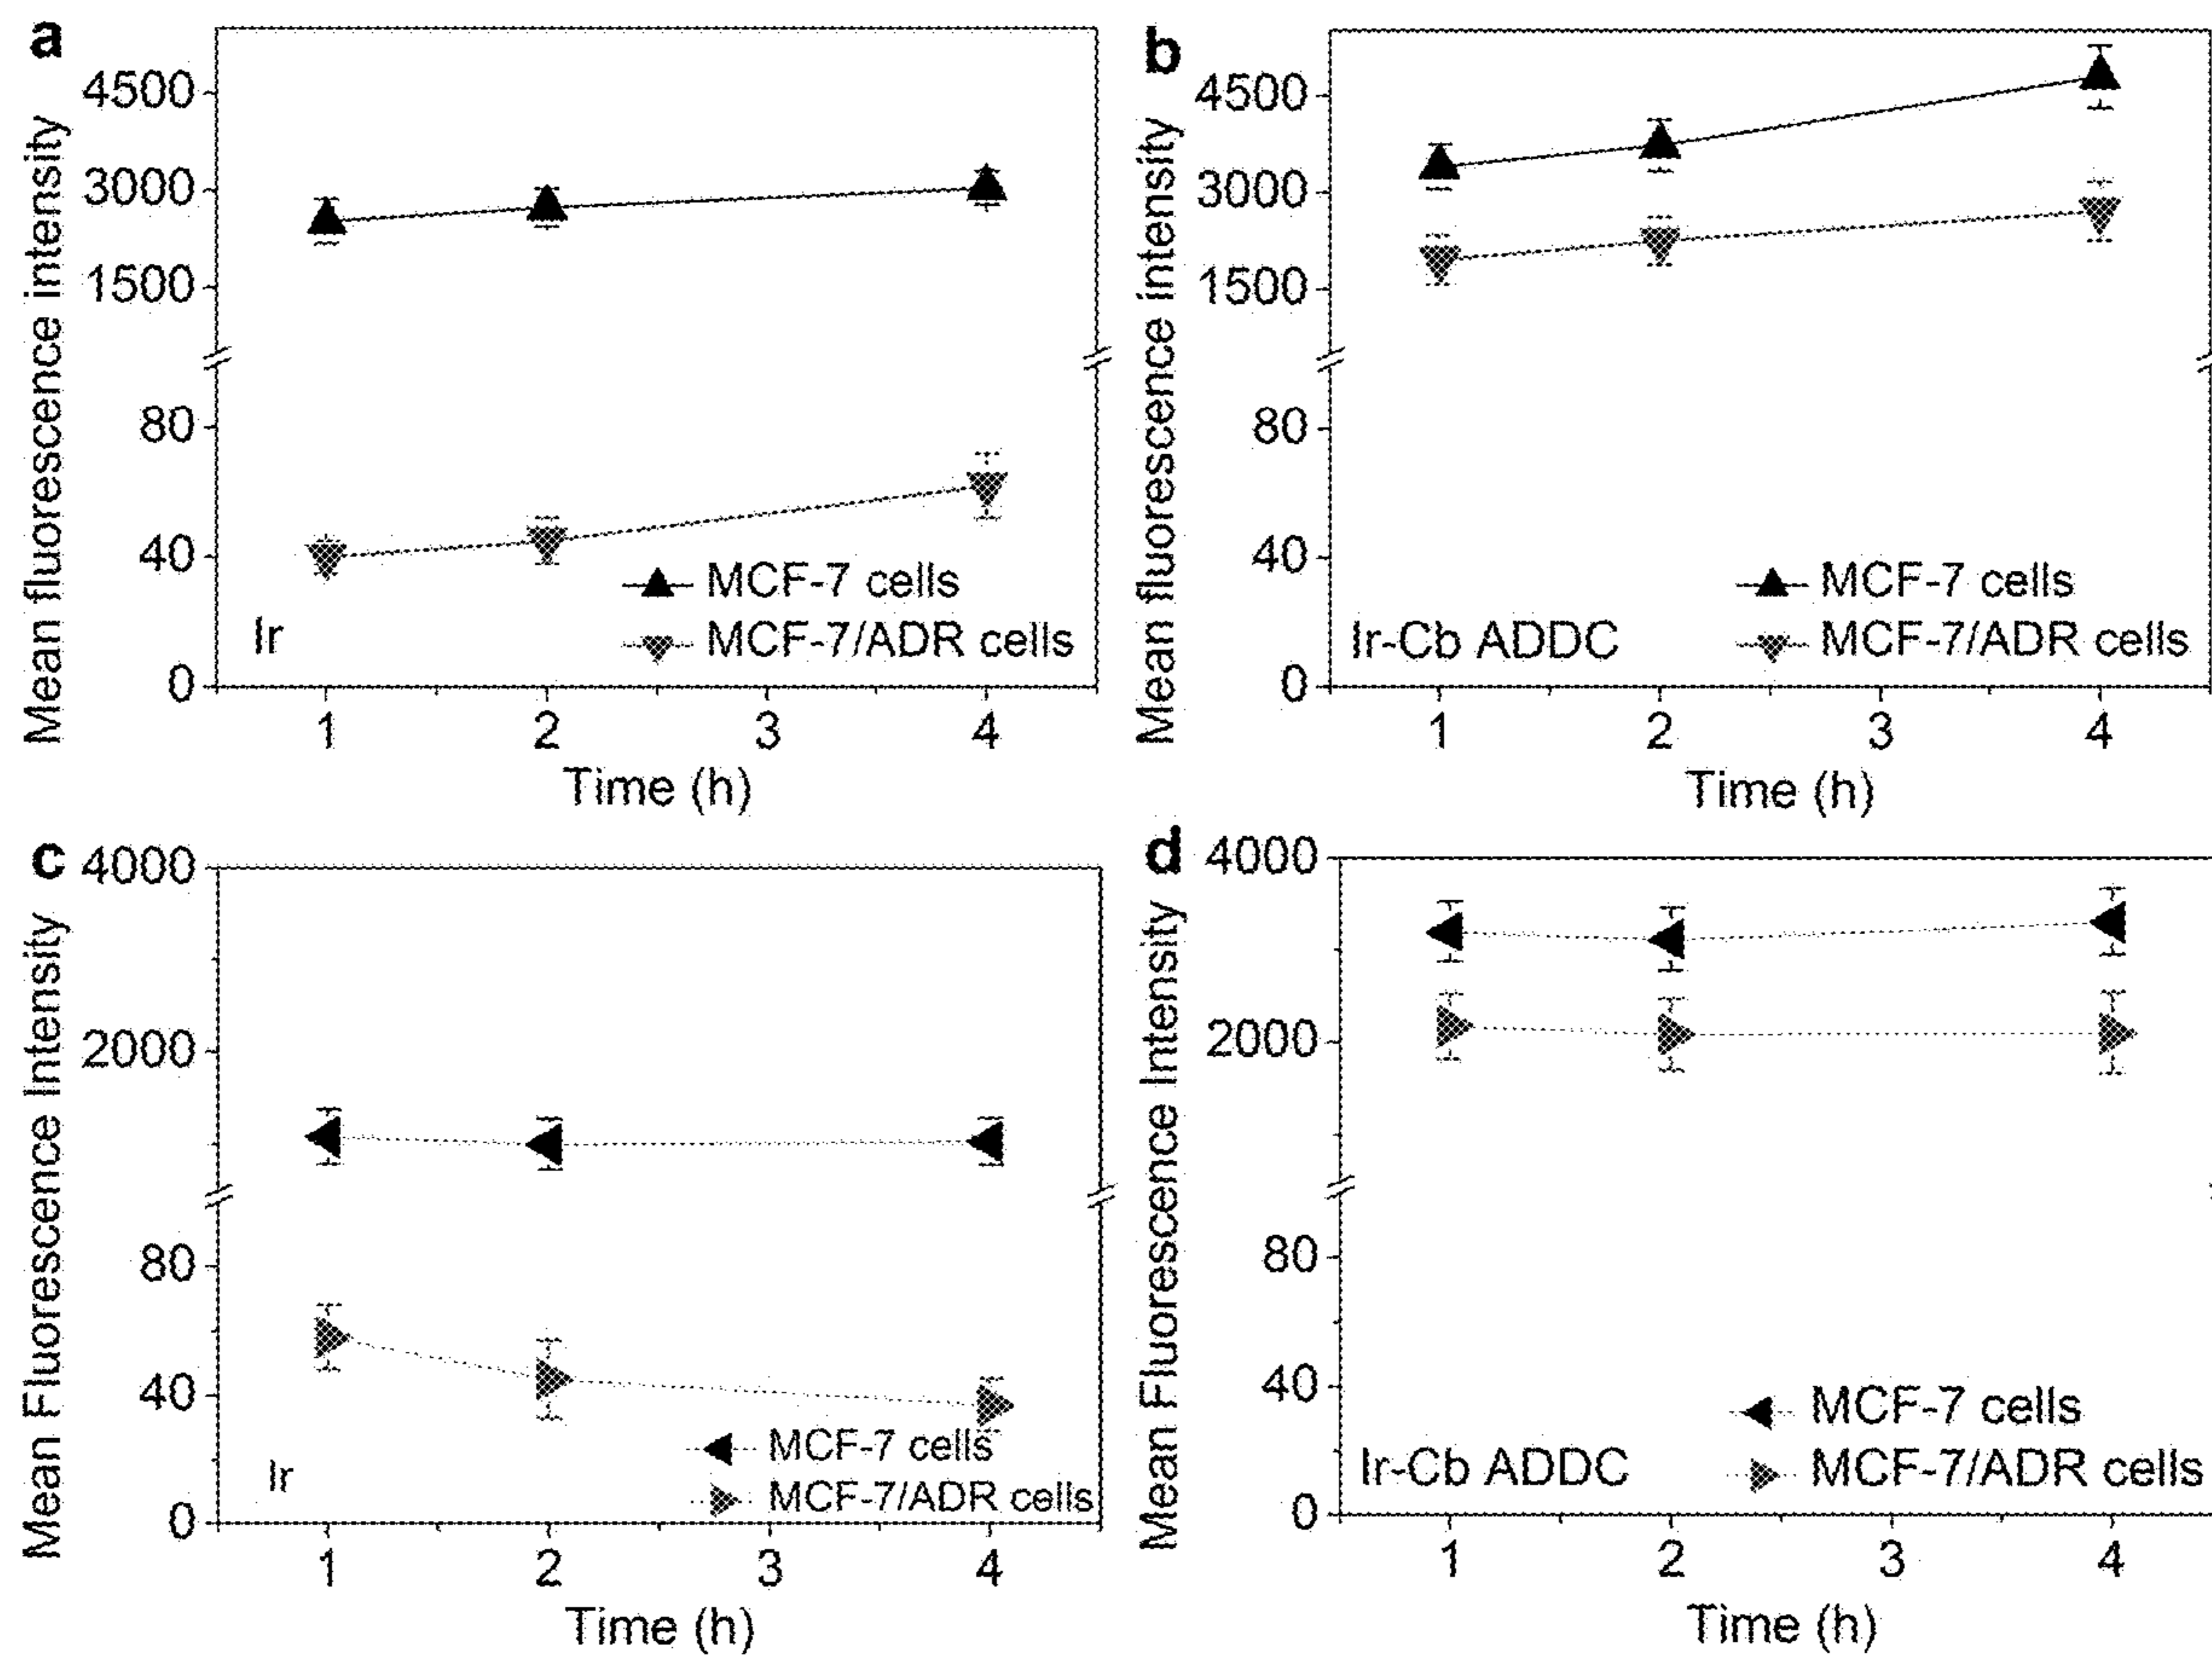 a
Mean fluorescence intensity
4500
3000
1500
80
40
0
MCF-7 cells
MCF-7/ADR cells
Ir
1 2 3 4
Time (h)
b
Mean fluorescence intensity
4500
3000
1500
80
40
0
MCF-7 cells
MCF-7/ADR cells
Ir-Cb ADDC
1 2 3 4
Time (h)
c
Mean Fluorescence Intensity
4000
2000
80
40
0
MCF-7 cells
MCF-7/ADR cells
Ir
1 2 3 4
Time (h)
d
Mean Fluorescence Intensity
4000
2000
80
40
0
MCF-7 cells
MCF-7/ADR cells
Ir-Cb ADDC
1 2 3 4
Time (h)